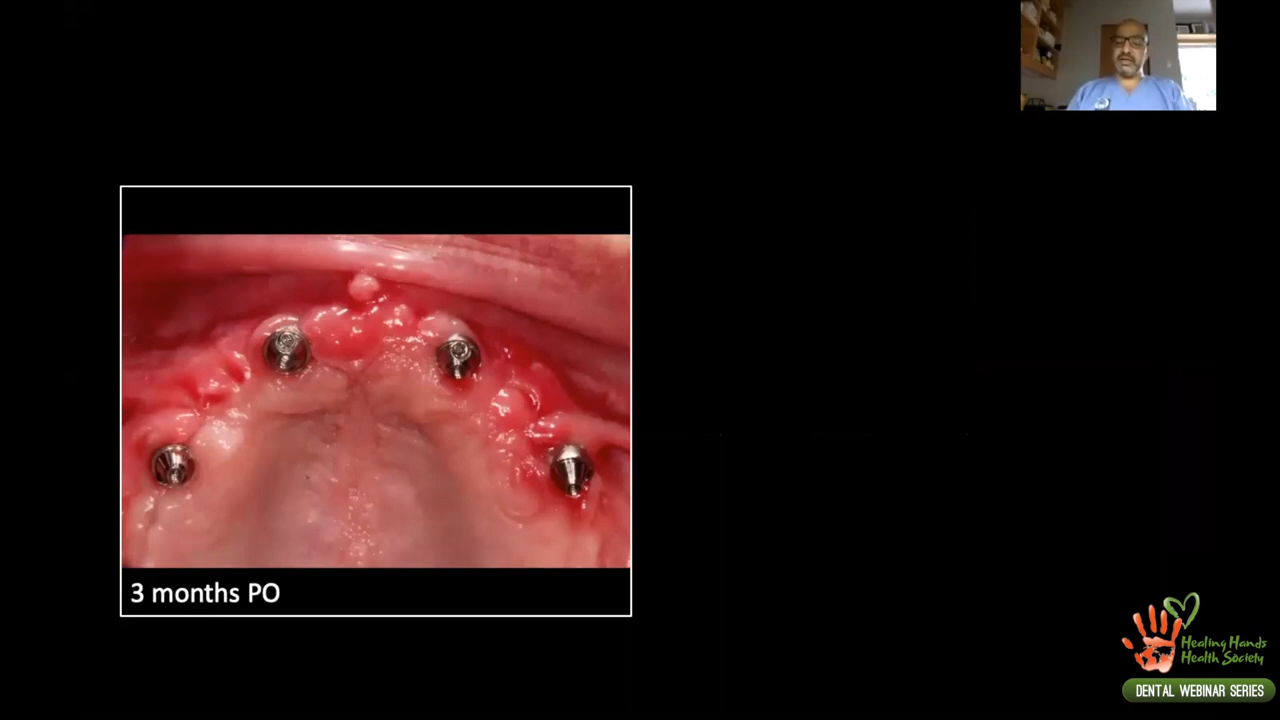 3 months PO
Healing Hands
Health Society
DENTAL WEBINAR SERIES